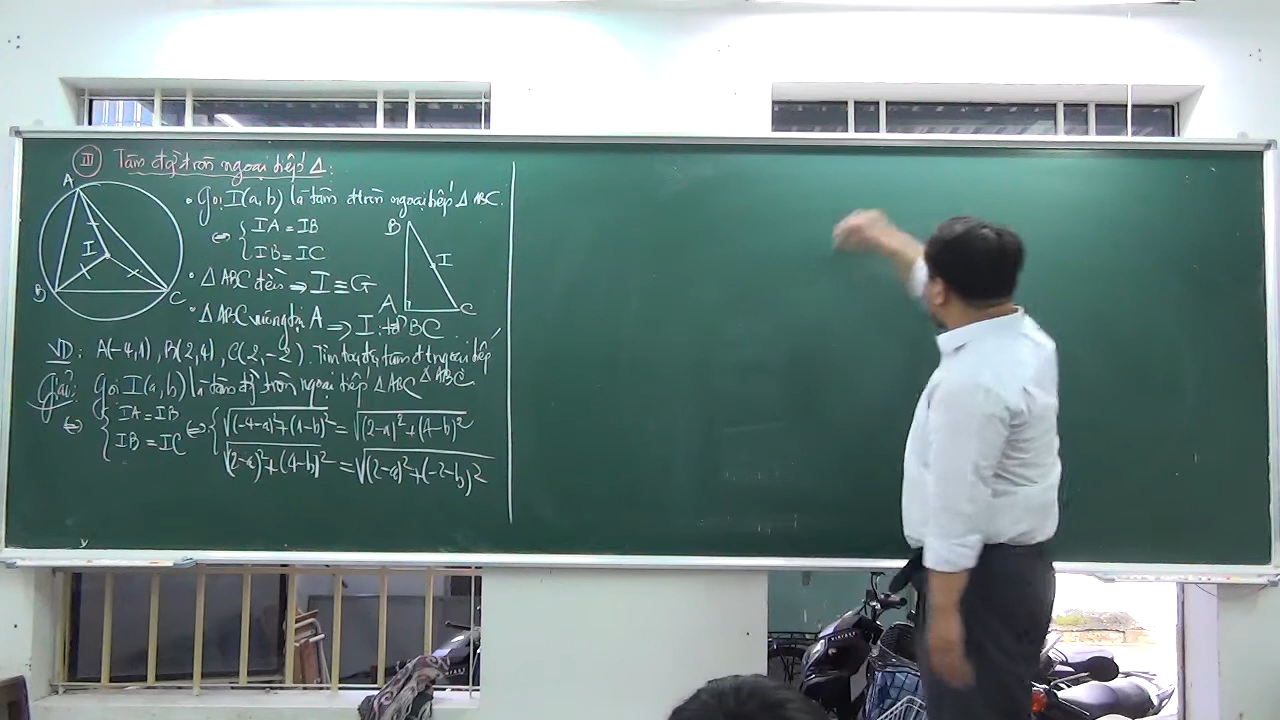 III Tâm đg tròn ngoại tiếp Δ:
A
B
C
I
• Gọi I(a, b) là tâm đtròn ngoại tiếp Δ ABC.
⇔ { IA = IB
IB = IC
B
I
A
C
• Δ ABC đều ⇒ I ≡ G
• Δ ABC vuông tại A ⇒ I: tđ BC
VD: A(-4,1), B(2,4), C(2,-2). Tìm tọa độ tâm đt ngoại tiếp
Δ ABC
Giải: Gọi I(a, b) là tâm đg tròn ngoại tiếp Δ ABC
⇔ { IA = IB ⇔ { √(-4-a)²+(1-b)² = √(2-a)²+(4-b)²
IB = IC √(2-a)²+(4-b)² = √(2-a)²+(-2-b)²